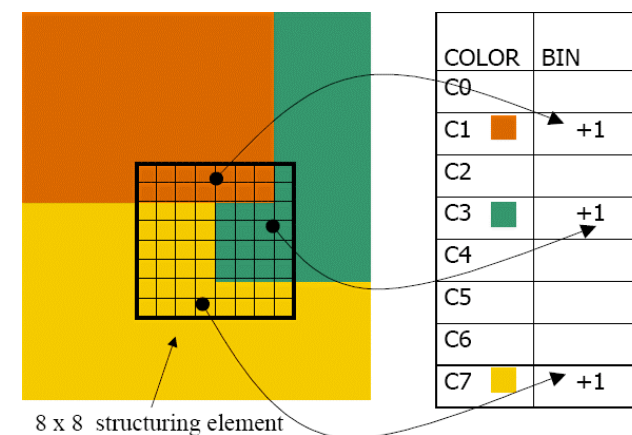 COLOR BIN
C0
C1 +1
C2
C3 +1
C4
C5
C6
C7 +1
8 x 8 structuring element